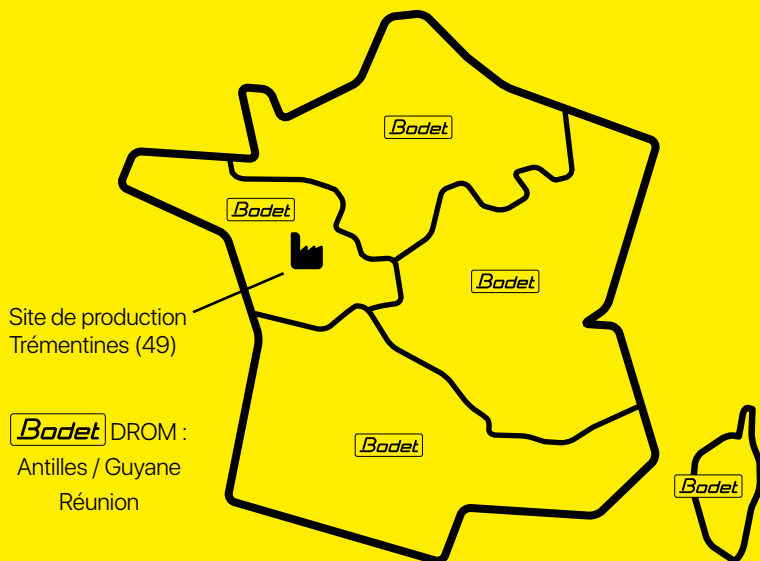 Bodet
Bodet
Bodet
Site de production
Trémentines (49)
Bodet DROM :
Antilles / Guyane
Réunion
Bodet
Bodet